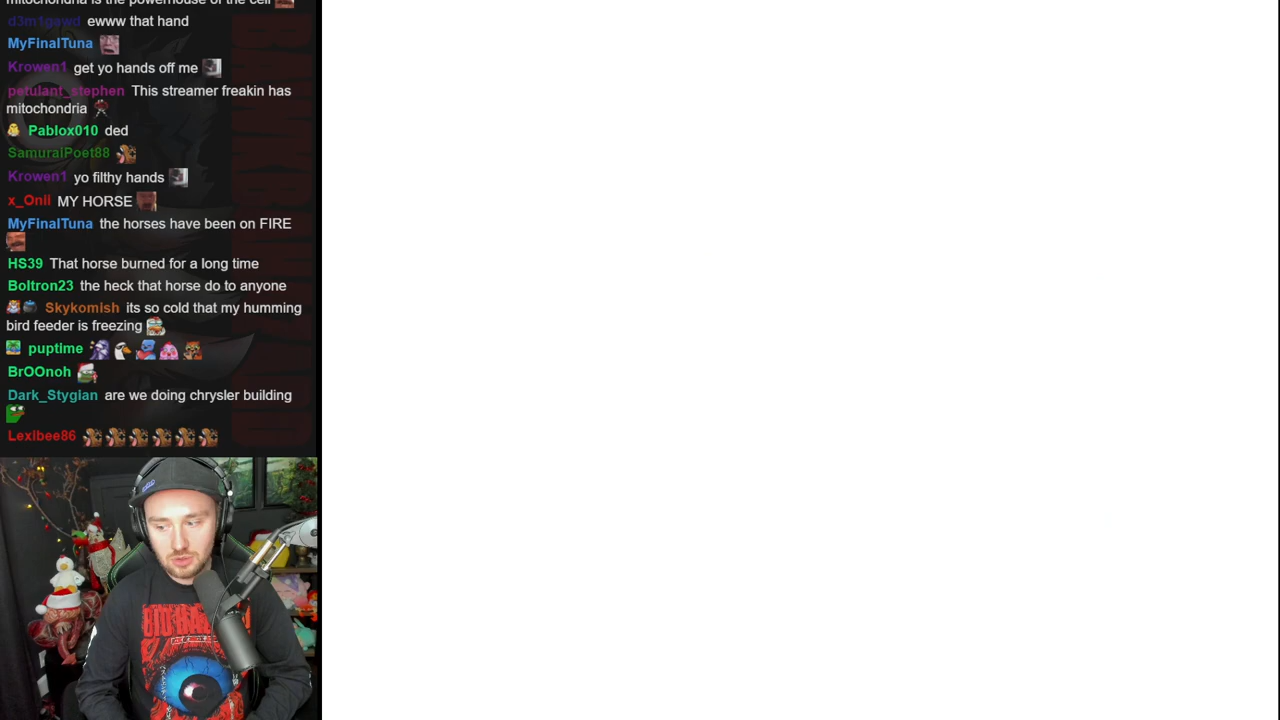 mitochondria is the powerhouse of the cell
d3m1gawd ewww that hand
MyFinalTuna
Krowen1 get yo hands off me
petulant_stephen This streamer freakin has
mitochondria
Pablox010 ded
SamuraiPoet88
Krowen1 yo filthy hands
x_Onii MY HORSE
MyFinalTuna the horses have been on FIRE
HS39 That horse burned for a long time
Boltron23 the heck that horse do to anyone
Skykomish its so cold that my humming
bird feeder is freezing
puptime
BrOOnoh
Dark_Stygian are we doing chrysler building
LexIbee86